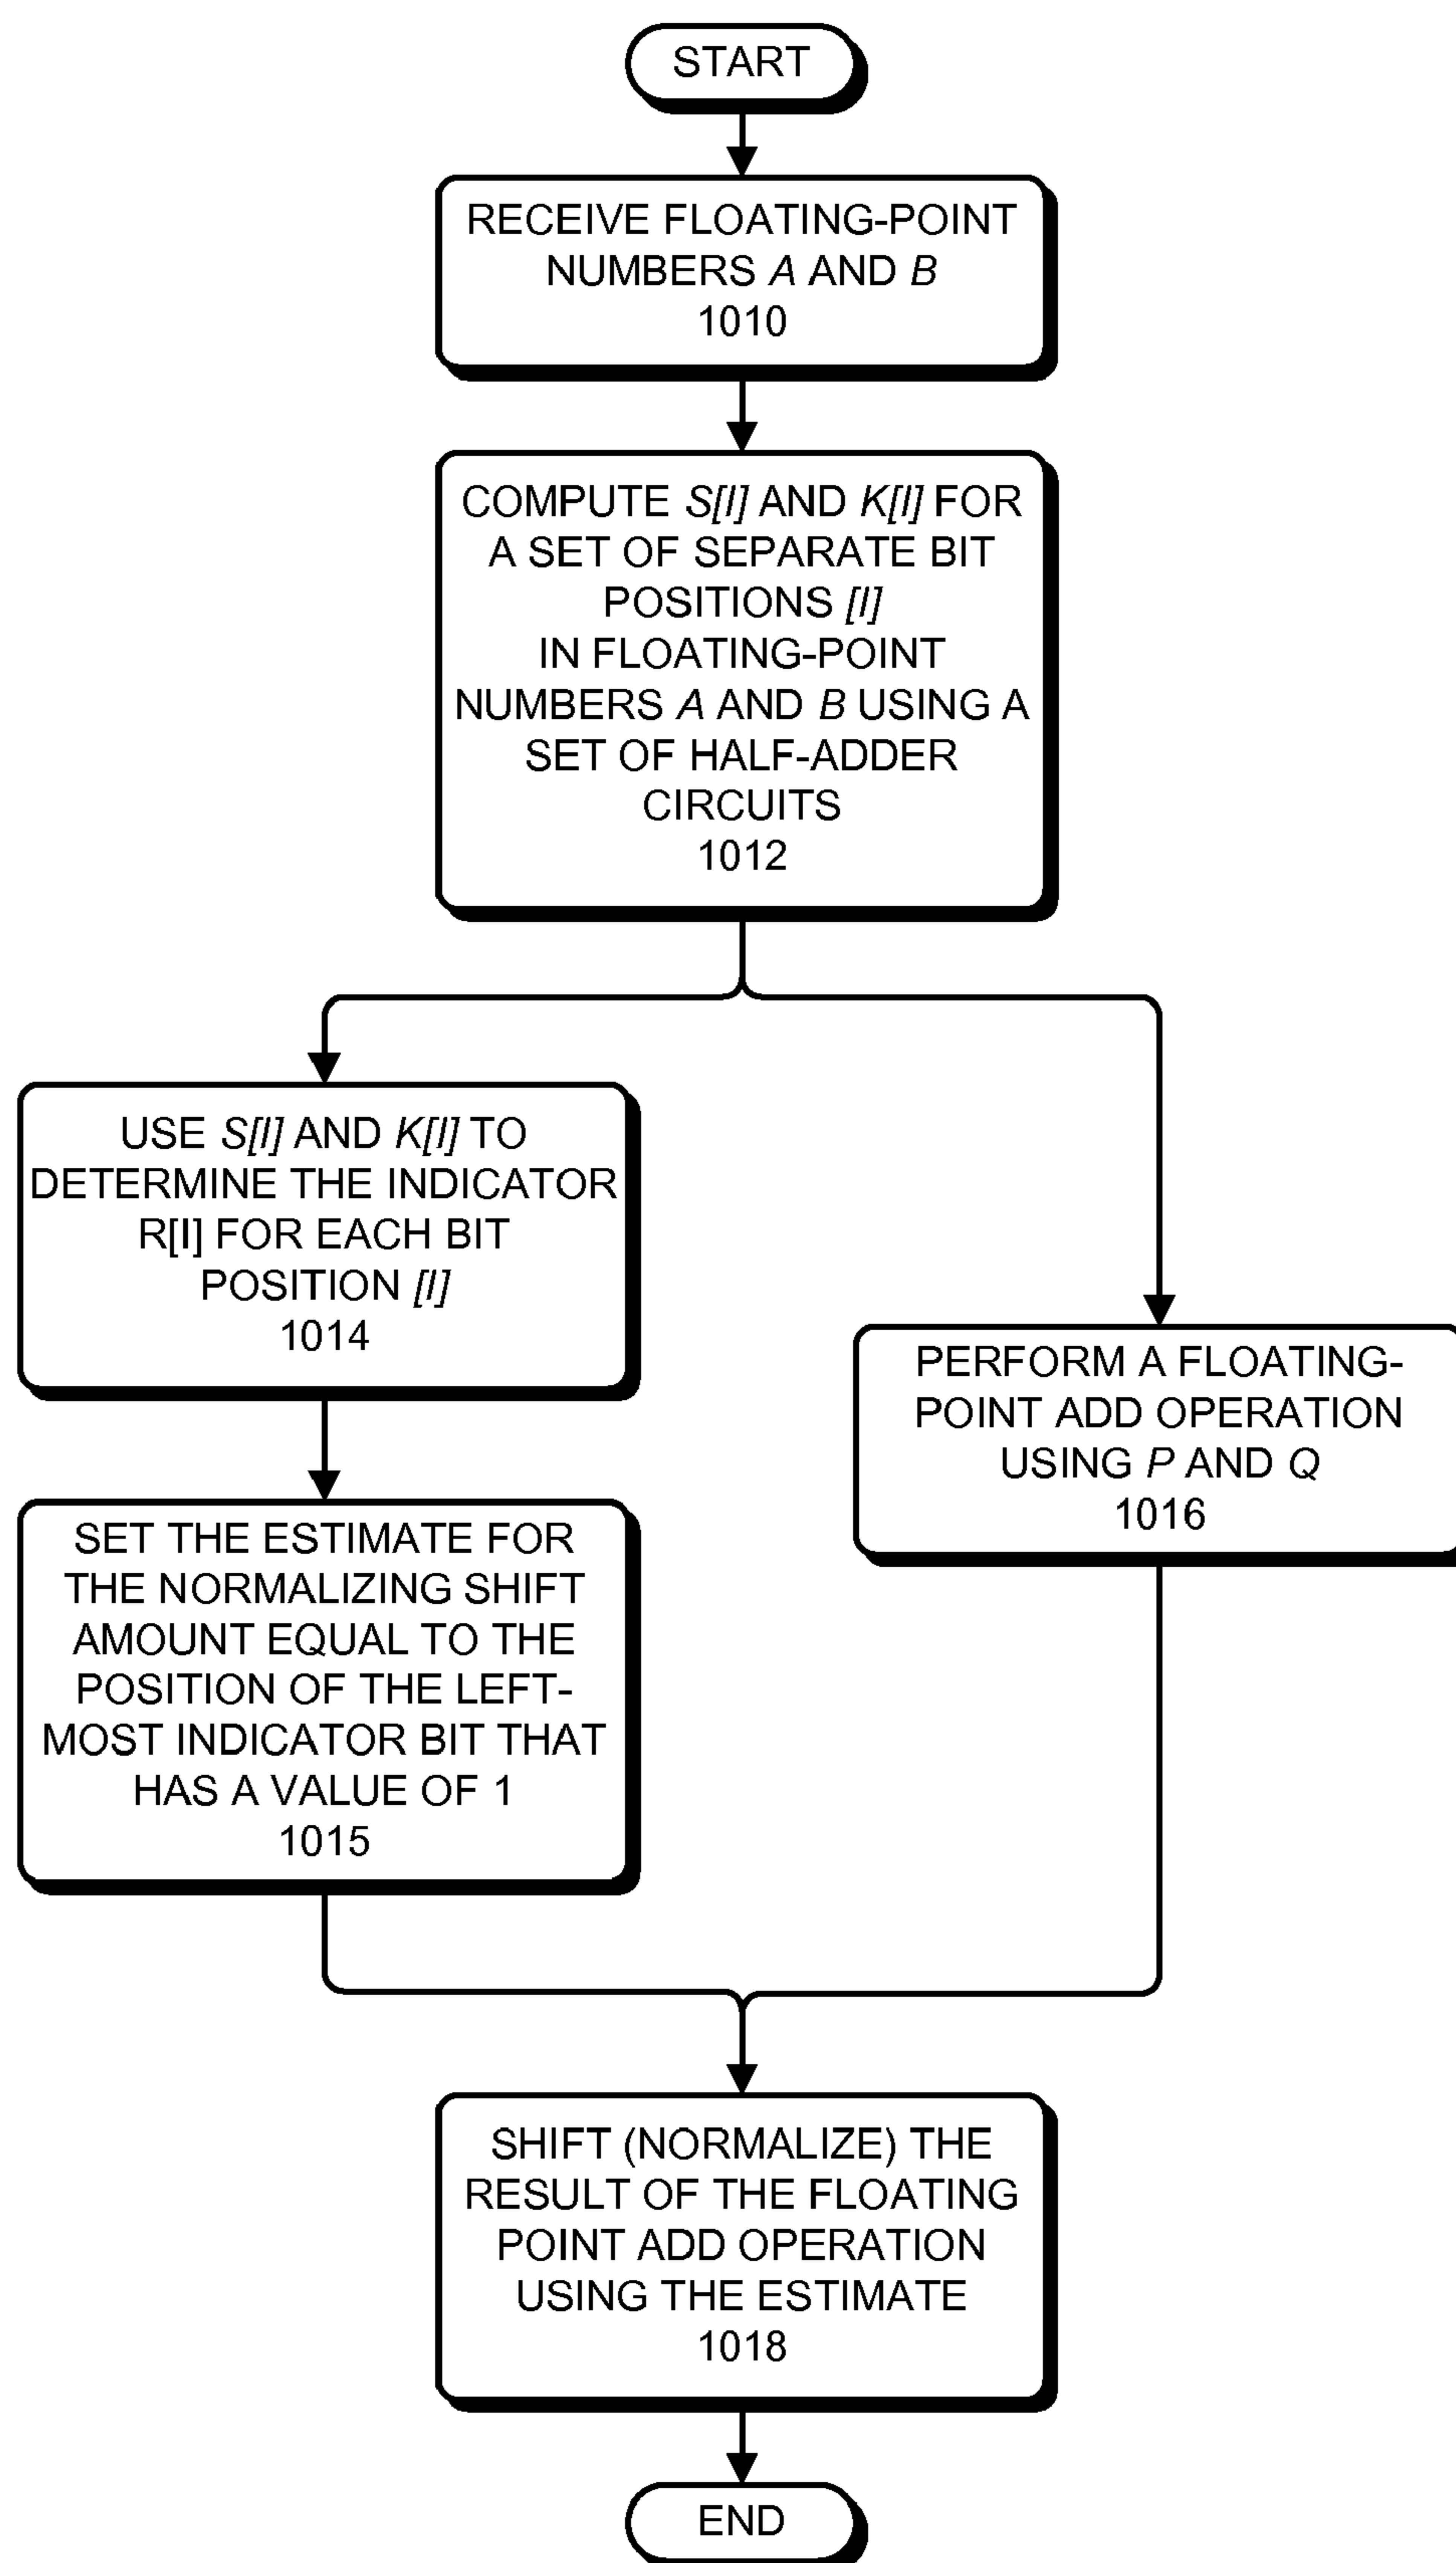 START
RECEIVE FLOATING-POINT
NUMBERS A AND B
1010
COMPUTE S[I] AND K[I] FOR
A SET OF SEPARATE BIT
POSITIONS [I]
IN FLOATING-POINT
NUMBERS A AND B USING A
SET OF HALF-ADDER
CIRCUITS
1012
USE S[I] AND K[I] TO
DETERMINE THE INDICATOR
R[I] FOR EACH BIT
POSITION [I]
1014
SET THE ESTIMATE FOR
THE NORMALIZING SHIFT
AMOUNT EQUAL TO THE
POSITION OF THE LEFT-
MOST INDICATOR BIT THAT
HAS A VALUE OF 1
1015
PERFORM A FLOATING-
POINT ADD OPERATION
USING P AND Q
1016
SHIFT (NORMALIZE) THE
RESULT OF THE FLOATING
POINT ADD OPERATION
USING THE ESTIMATE
1018
END